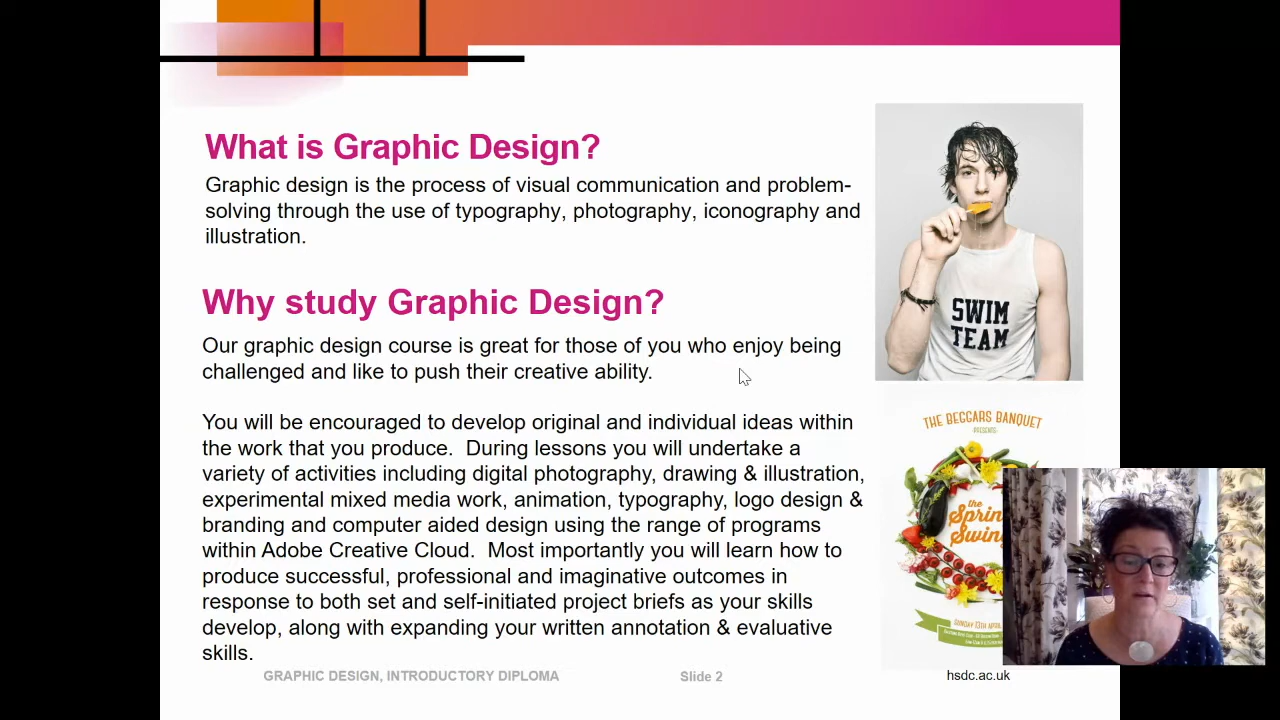 What is Graphic Design?
Graphic design is the process of visual communication and problem-
solving through the use of typography, photography, iconography and
illustration.
Why study Graphic Design?
Our graphic design course is great for those of you who enjoy being
challenged and like to push their creative ability.
You will be encouraged to develop original and individual ideas within
the work that you produce.  During lessons you will undertake a
variety of activities including digital photography, drawing & illustration,
experimental mixed media work, animation, typography, logo design &
branding and computer aided design using the range of programs
within Adobe Creative Cloud.  Most importantly you will learn how to
produce successful, professional and imaginative outcomes in
response to both set and self-initiated project briefs as your skills
develop, along with expanding your written annotation & evaluative
skills.
SWIM
TEAM
THE BEGGARS BANQUET
PRESENTS
the
Sprin
Swing
SUNDAY 13TH APRIL
GRAPHIC DESIGN, INTRODUCTORY DIPLOMA
Slide 2
hsdc.ac.uk